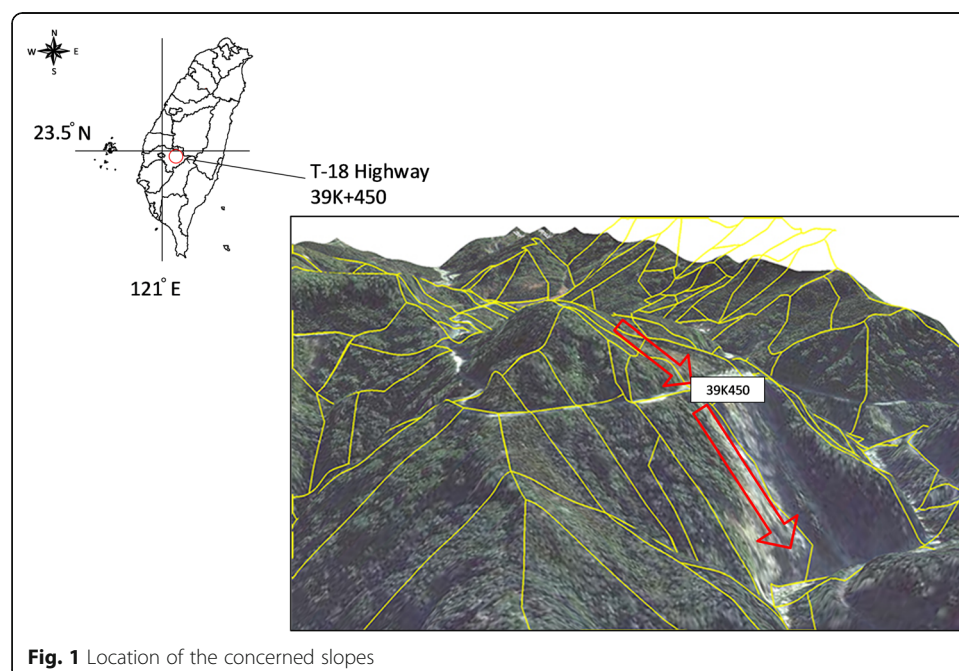 N
W E
S
23.5°N
T-18 Highway
39K+450
121°E
39K450
Fig. 1 Location of the concerned slopes